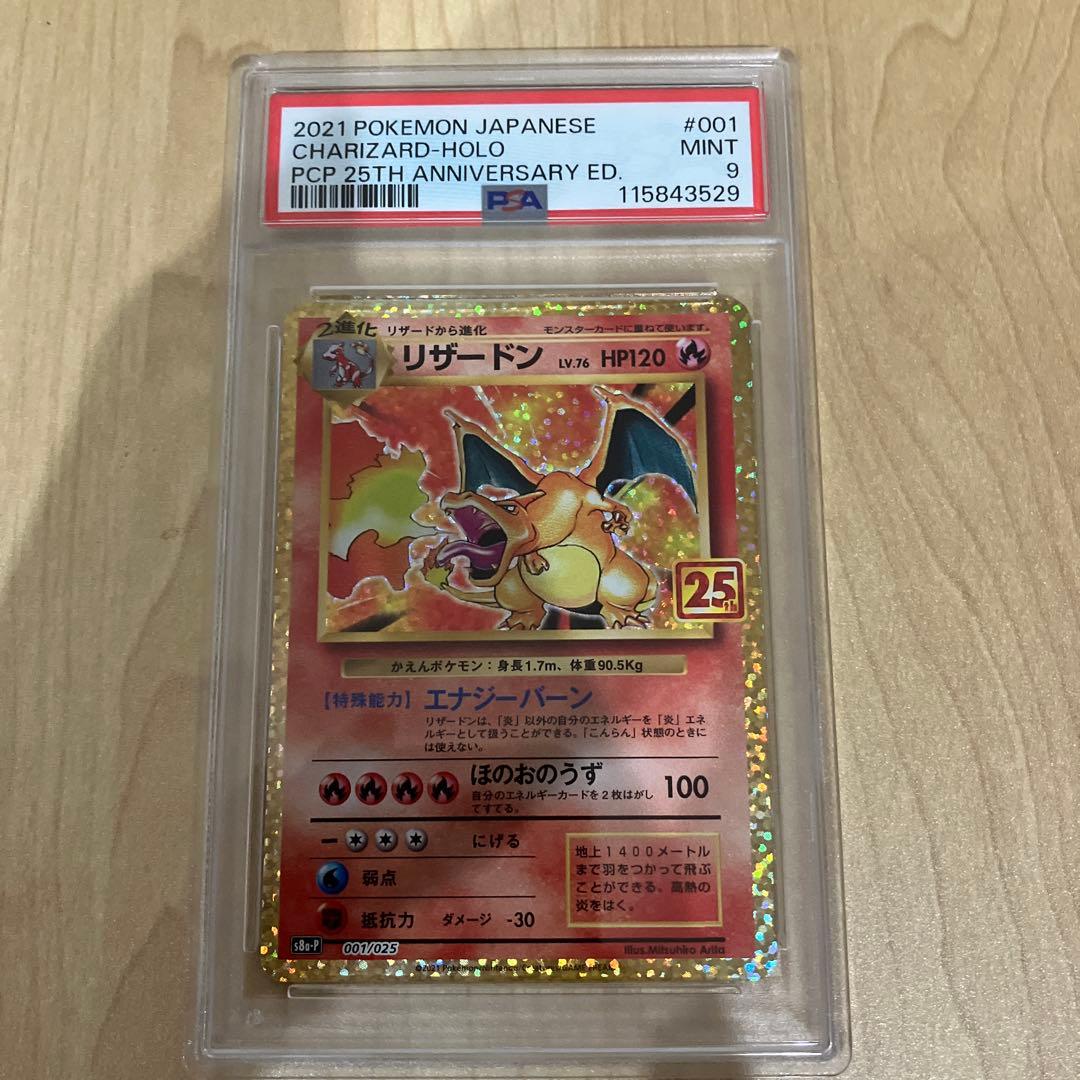 2021 POKEMON JAPANESE #001
CHARIZARD-HOLO MINT
PCP 25TH ANNIVERSARY ED. 9
PSA 115843529
2進化 リザードから進化 モンスターカードに重ねて使います。
リザードン LV.76 HP120
25th
かえんポケモン：身長1.7m、体重90.5Kg
【特殊能力】エナジーバーン
リザードンは、「炎」以外の自分のエネルギーを「炎」エネ
ルギーとして扱うことができる。「こんらん」状態のときに
は使えない。
ほのおのうず 100
自分のエネルギーカードを2枚はがし
てすてる。
にげる
弱点
抵抗力 ダメージ -30
地上1400メートル
まで羽をつかって飛ぶ
ことができる。高熱の
炎をはく。
s8a-P 001/025 Illus.Mitsuhiro Arita
©2021 Pokémon/Nintendo/Creatures/GAME FREAK